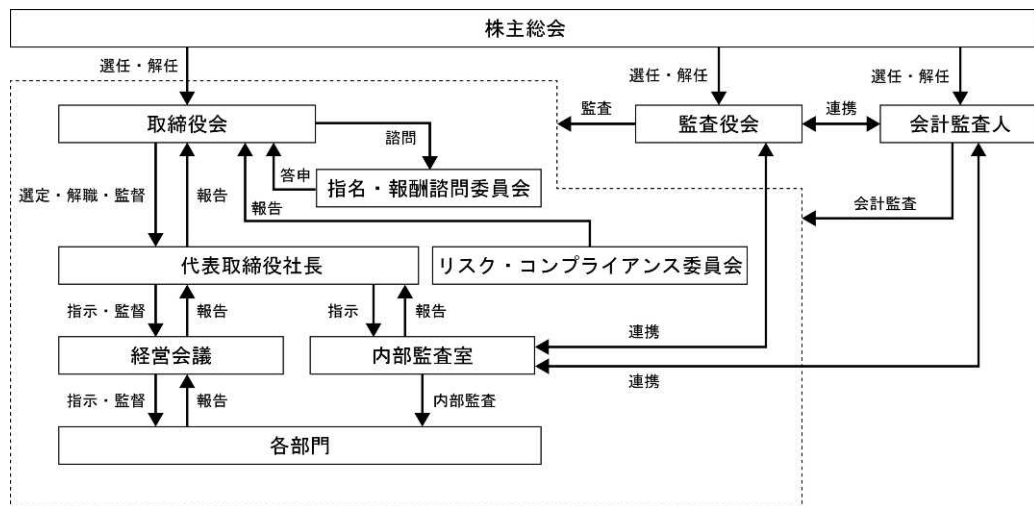 株主総会
選任・解任
選任・解任
選任・解任
取締役会
監査
監査役会
連携
会計監査人
諮問
答申
指名・報酬諮問委員会
選定・解職・監督
報告
報告
会計監査
代表取締役社長
リスク・コンプライアンス委員会
指示・監督
報告
指示
報告
連携
経営会議
内部監査室
連携
指示・監督
報告
内部監査
各部門